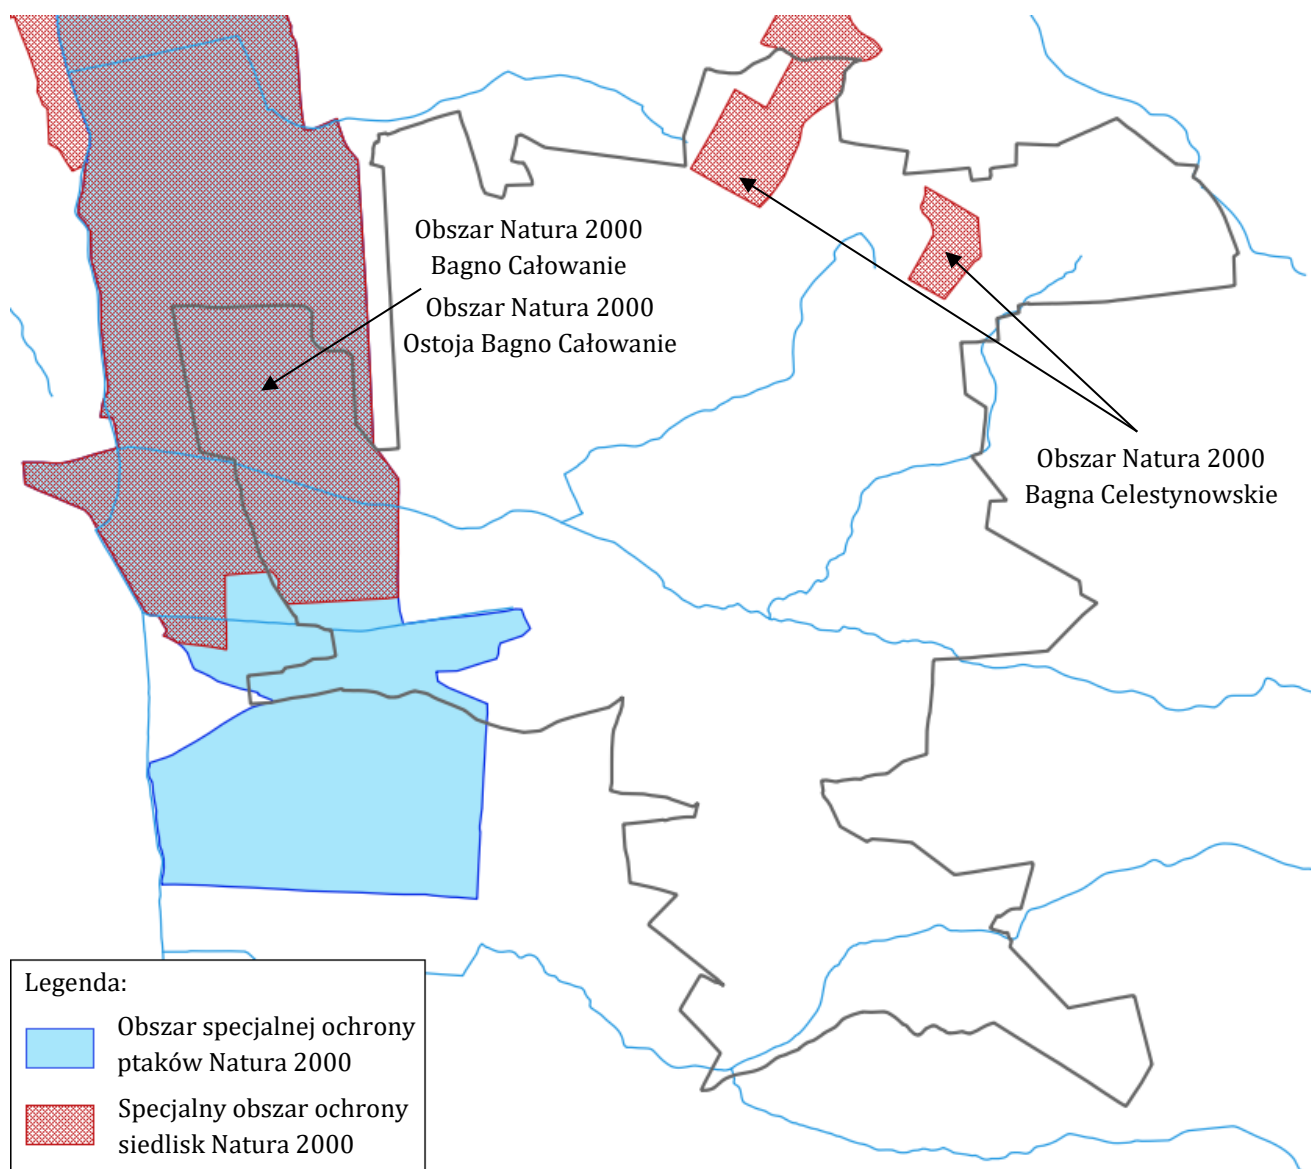 Obszar Natura 2000
Bagno Całowanie
Obszar Natura 2000
Ostoja Bagno Całowanie
Obszar Natura 2000
Bagna Celestynowskie
Legenda:
Obszar specjalnej ochrony
ptaków Natura 2000
Specjalny obszar ochrony
siedlisk Natura 2000